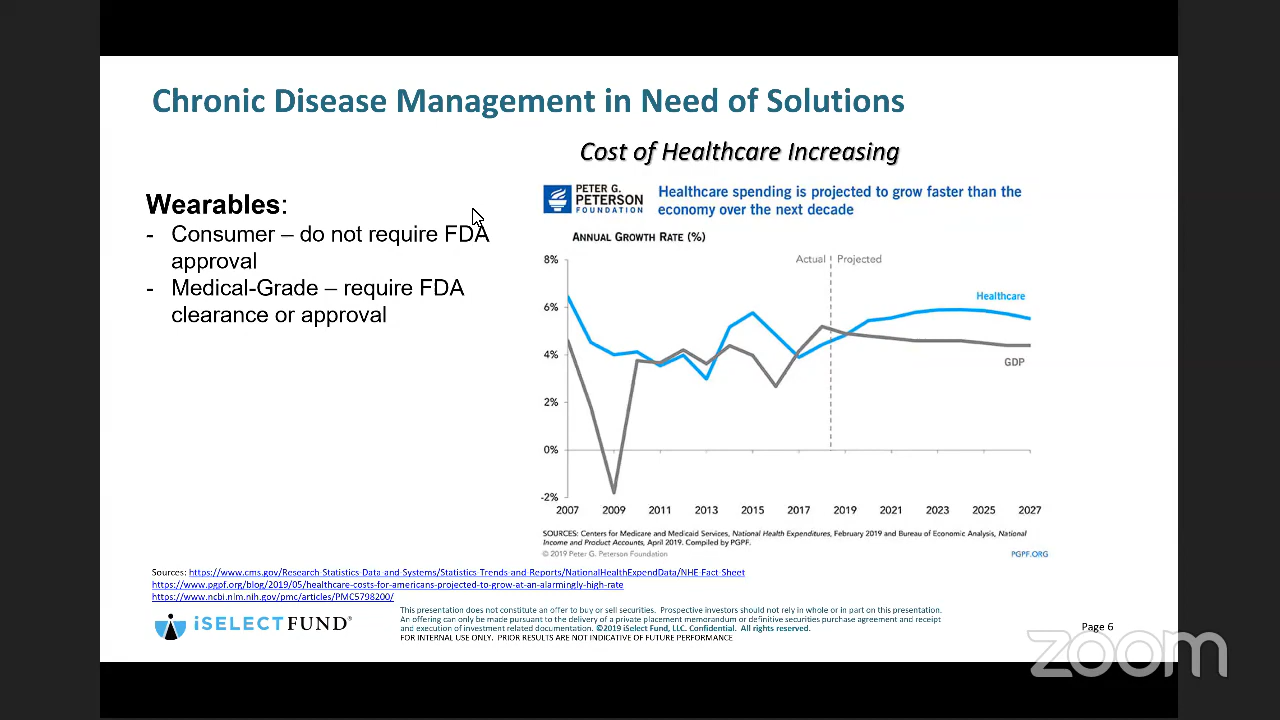 Chronic Disease Management in Need of Solutions
Cost of Healthcare Increasing
Wearables:
- Consumer – do not require FDA
approval
- Medical-Grade – require FDA
clearance or approval
PETER G.
PETERSON
FOUNDATION
Healthcare spending is projected to grow faster than the
economy over the next decade
ANNUAL GROWTH RATE (%)
8%
Actual Projected
Healthcare
6%
4%
GDP
2%
0%
-2%
2007 2009 2011 2013 2015 2017 2019 2021 2023 2025 2027
SOURCES: Centers for Medicare and Medicaid Services, National Health Expenditures, February 2019 and Bureau of Economic Analysis, National
Income and Product Accounts, April 2019. Compiled by PGPF.
© 2019 Peter G. Peterson Foundation
PGPF.ORG
Sources: https://www.cms.gov/Research-Statistics-Data-and-Systems/Statistics-Trends-and-Reports/NationalHealthExpendData/NHE-Fact-Sheet
https://www.pgpf.org/blog/2019/05/healthcare-costs-for-americans-projected-to-grow-at-an-alarmingly-high-rate
https://www.ncbi.nlm.nih.gov/pmc/articles/PMC5798200/
iSELECT FUND®
This presentation does not constitute an offer to buy or sell securities. Prospective investors should not rely in whole or in part on this presentation.
An offering can only be made pursuant to the delivery of a private placement memorandum or definitive securities purchase agreement and receipt
and execution of investment related documentation. ©2019 iSelect Fund, LLC. Confidential. All rights reserved.
FOR INTERNAL USE ONLY. PRIOR RESULTS ARE NOT INDICATIVE OF FUTURE PERFORMANCE
Page 6
zoom